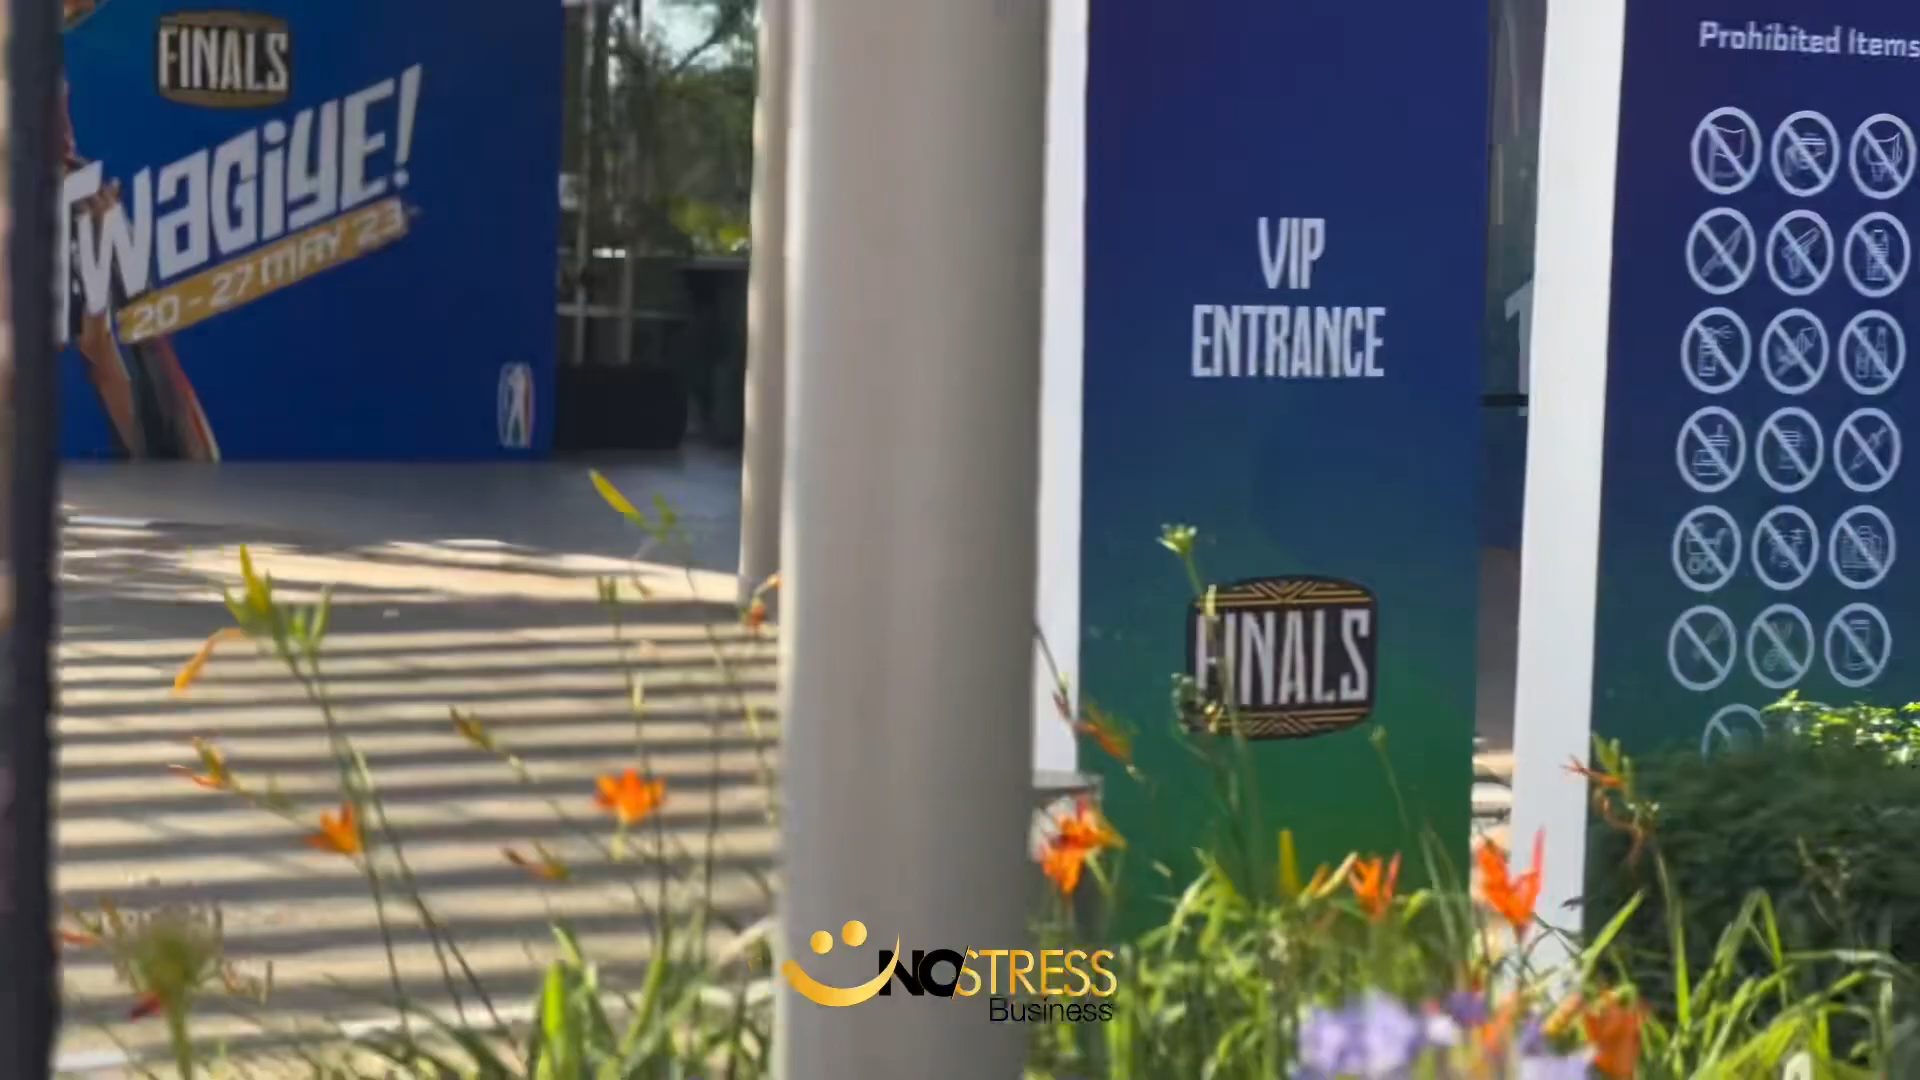 FINALS
TWAGIYE!
20 - 27 MAY '23
VIP
ENTRANCE
FINALS
Prohibited Items
NOSTRESS
Business